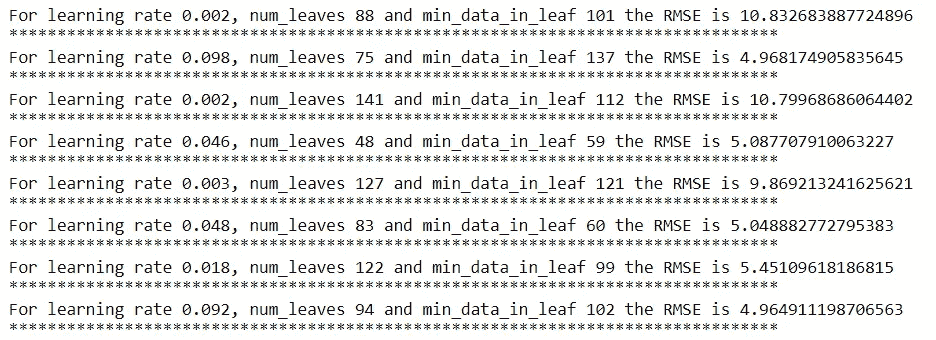 For learning rate 0.002, num_leaves 88 and min_data_in_leaf 101 the RMSE is 10.832683887724896
********************************************************************************
For learning rate 0.098, num_leaves 75 and min_data_in_leaf 137 the RMSE is 4.968174905835645
********************************************************************************
For learning rate 0.002, num_leaves 141 and min_data_in_leaf 112 the RMSE is 10.79968686064402
********************************************************************************
For learning rate 0.046, num_leaves 48 and min_data_in_leaf 59 the RMSE is 5.087707910063227
********************************************************************************
For learning rate 0.003, num_leaves 127 and min_data_in_leaf 121 the RMSE is 9.869213241625621
********************************************************************************
For learning rate 0.048, num_leaves 83 and min_data_in_leaf 60 the RMSE is 5.048882772795383
********************************************************************************
For learning rate 0.018, num_leaves 122 and min_data_in_leaf 99 the RMSE is 5.45109618186815
********************************************************************************
For learning rate 0.092, num_leaves 94 and min_data_in_leaf 102 the RMSE is 4.964911198706563
********************************************************************************